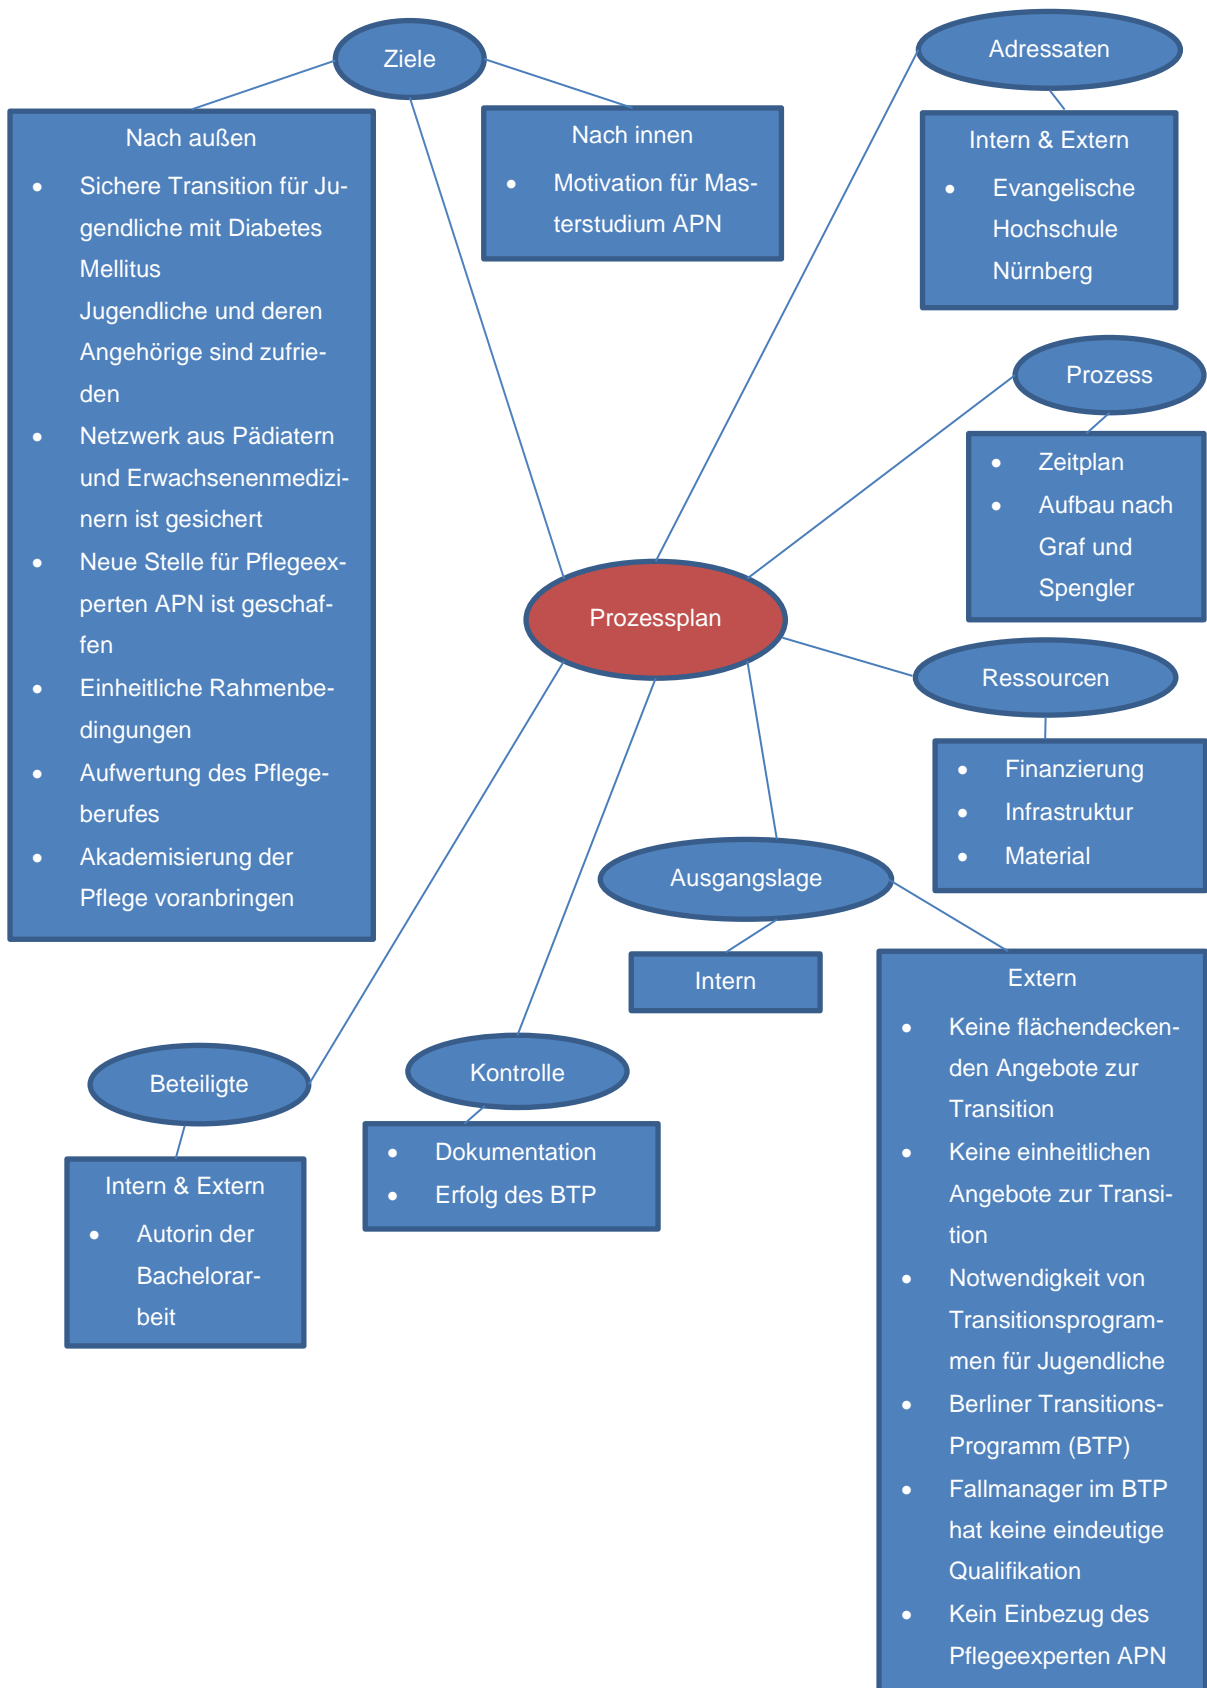 Ziele
Nach außen
• Sichere Transition für Ju-
gendliche mit Diabetes
Mellitus
Jugendliche und deren
Angehörige sind zufrie-
den
• Netzwerk aus Pädiatern
und Erwachsenenmedizi-
nern ist gesichert
• Neue Stelle für Pflegeex-
perten APN ist geschaf-
fen
• Einheitliche Rahmenbe-
dingungen
• Aufwertung des Pflege-
berufes
• Akademisierung der
Pflege voranbringen
Nach innen
• Motivation für Mas-
terstudium APN
Adressaten
Intern & Extern
• Evangelische
Hochschule
Nürnberg
Prozess
• Zeitplan
• Aufbau nach
Graf und
Spengler
Prozessplan
Ressourcen
• Finanzierung
• Infrastruktur
• Material
Ausgangslage
Intern
Extern
• Keine flächendecken-
den Angebote zur
Transition
• Keine einheitlichen
Angebote zur Transi-
tion
• Notwendigkeit von
Transitionsprogram-
men für Jugendliche
• Berliner Transitions-
Programm (BTP)
• Fallmanager im BTP
hat keine eindeutige
Qualifikation
• Kein Einbezug des
Pflegeexperten APN
Kontrolle
• Dokumentation
• Erfolg des BTP
Beteiligte
Intern & Extern
• Autorin der
Bachelorar-
beit